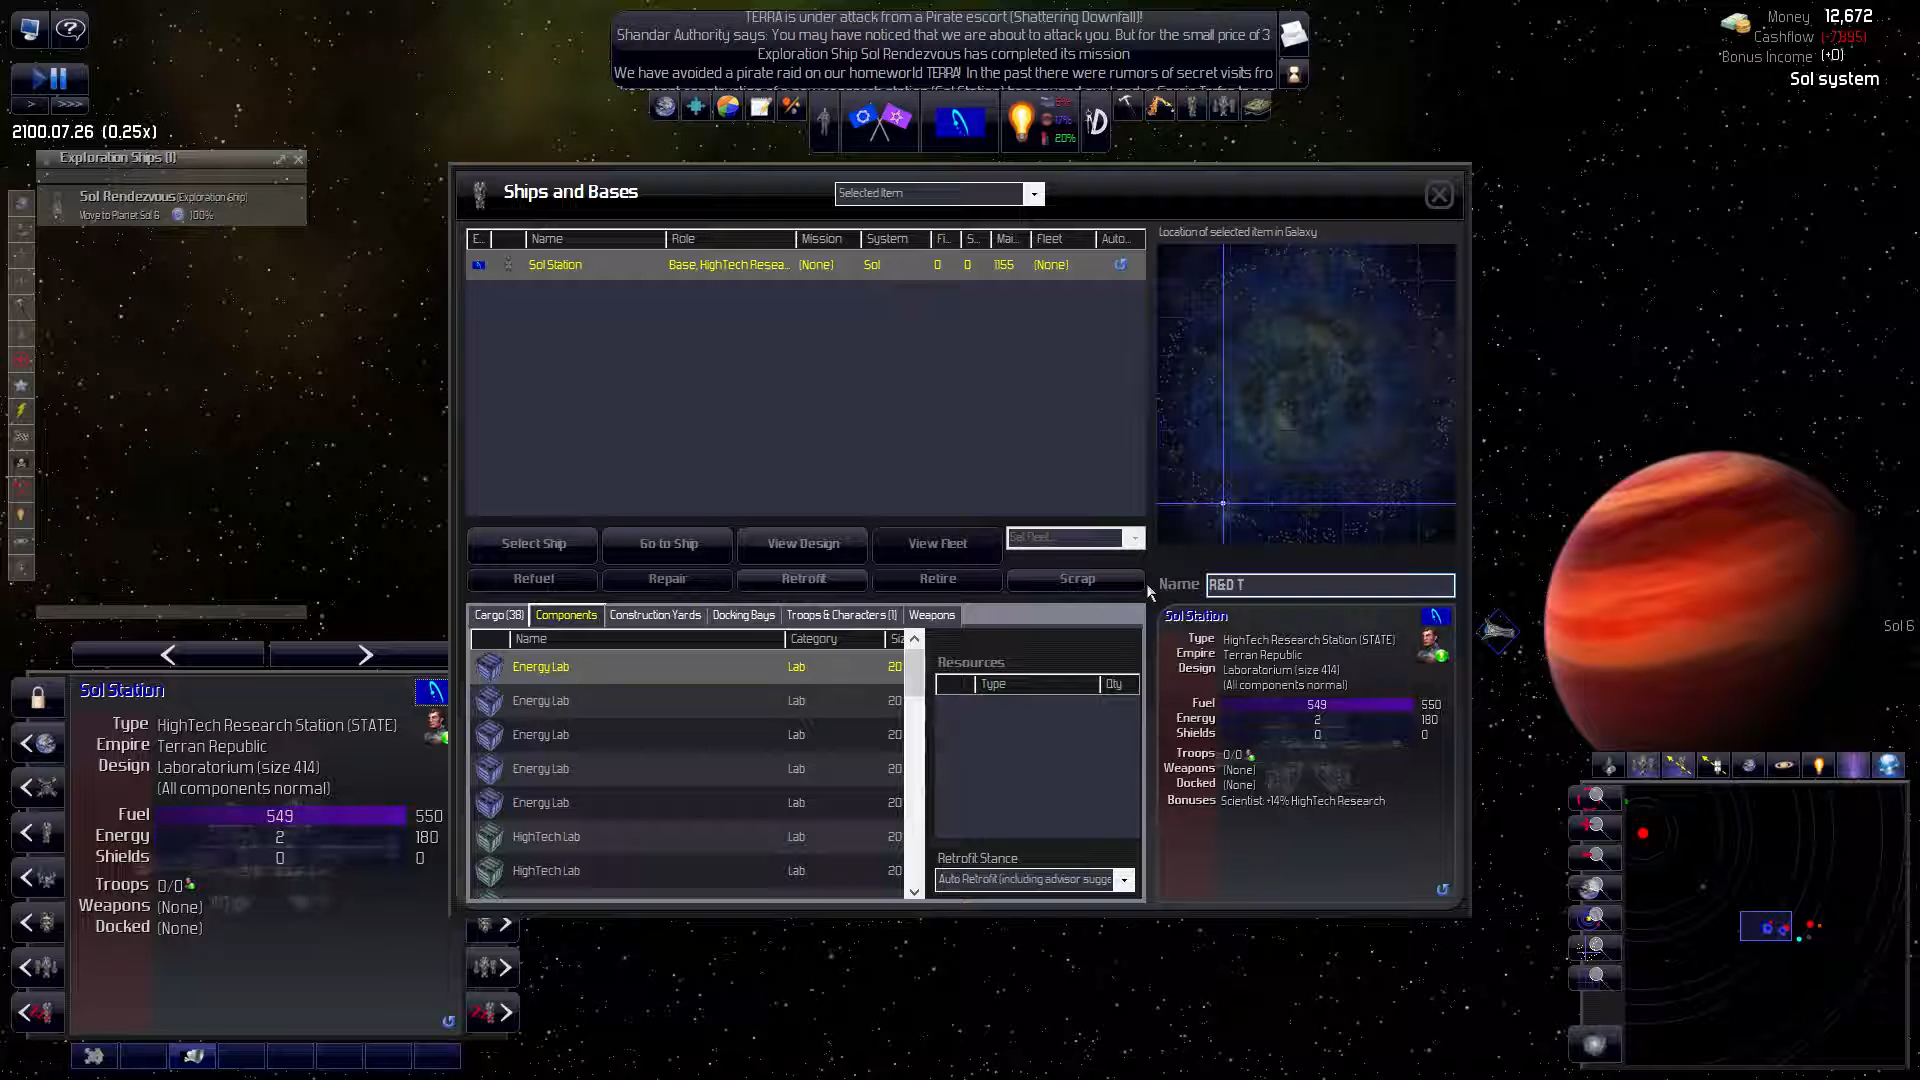 TERRA is under attack from a Pirate escort (Shattering Downfall)!
Shandar Authority says: You may have noticed that we are about to attack you. But for the small price of 3
Exploration Ship Sol Rendezvous has completed its mission
We have avoided a pirate raid on our homeworld TERRA! In the past there were rumors of secret visits fro
Money 12,672
Cashflow (-7,895)
Bonus Income (+0)
Sol system
> >>>
2100.07.26 (0.25x)
17%
20%
Exploration Ships (1)
Sol Rendezvous (Exploration Ship)
Move to Planet Sol 6 100%
Ships and Bases
Selected Item
E... Name Role Mission System Fi... S... Mai... Fleet Auto...
Sol Station Base, HighTech Resea... (None) Sol 0 0 1155 (None)
Location of selected item in Galaxy
Select Ship Go to Ship View Design View Fleet Set Fleet...
Refuel Repair Retrofit Retire Scrap
Name R&D T
Cargo (38) Components Construction Yards Docking Bays Troops & Characters (1) Weapons
Name Category Siz
Energy Lab Lab 20
Energy Lab Lab 20
Energy Lab Lab 20
Energy Lab Lab 20
Energy Lab Lab 20
HighTech Lab Lab 20
HighTech Lab Lab 20
Resources
Type Qty
Retrofit Stance
Auto Retrofit (including advisor sugge
Sol Station
Type HighTech Research Station (STATE)
Empire Terran Republic
Design Laboratorium (size 414)
(All components normal)
Fuel 549 550
Energy 2 180
Shields 0 0
Troops 0/0
Weapons (None)
Docked (None)
Bonuses Scientist: +14% HighTech Research
Sol 6
Sol Station
Type HighTech Research Station (STATE)
Empire Terran Republic
Design Laboratorium (size 414)
(All components normal)
Fuel 549 550
Energy 2 180
Shields 0 0
Troops 0/0
Weapons (None)
Docked (None)